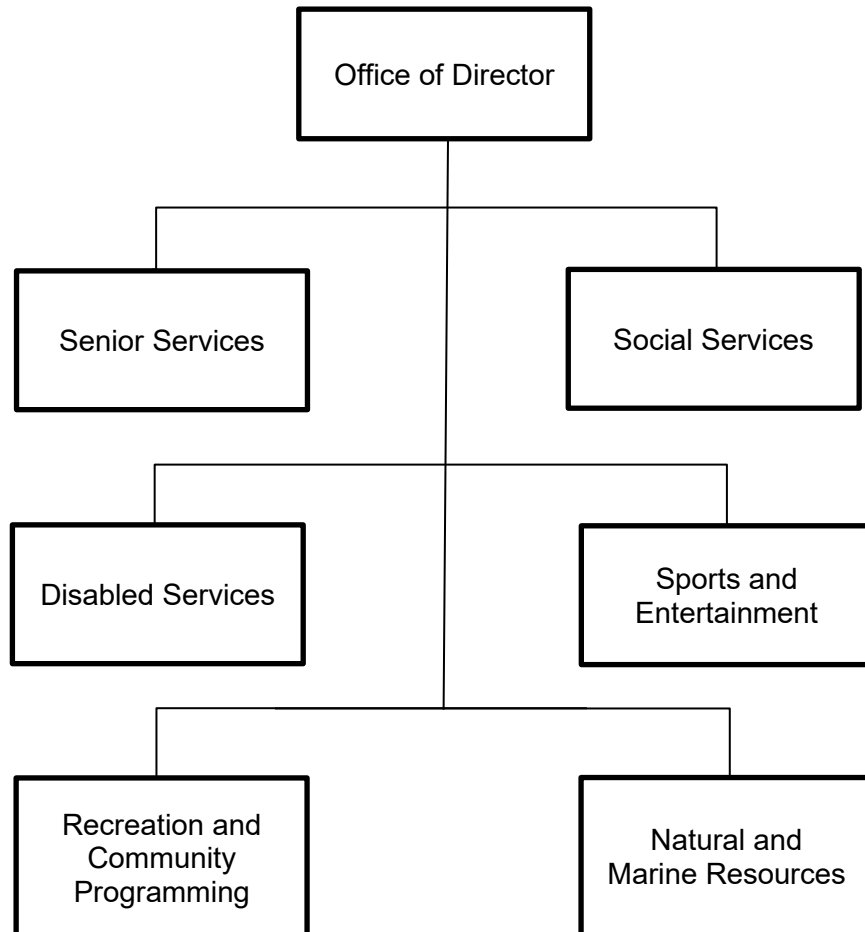 Office of Director
Senior Services
Social Services
Disabled Services
Sports and
Entertainment
Recreation and
Community
Programming
Natural and
Marine Resources